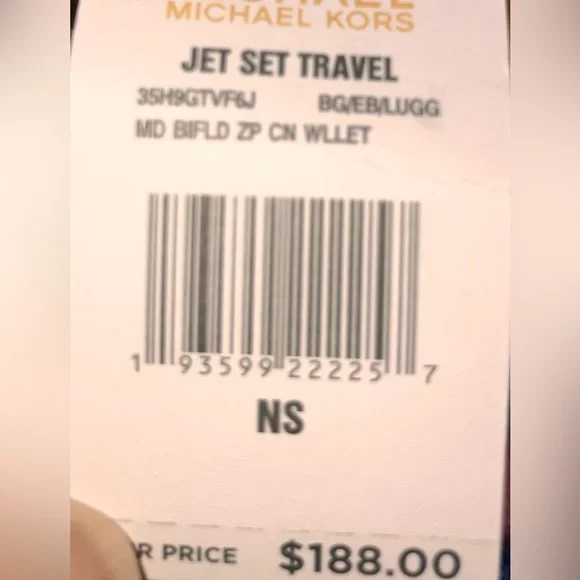 MICHAEL KORS
JET SET TRAVEL
35H9GTVF6J BG/EB/LUGG
MD BIFLD ZP CN WLLET
1 93599 22225 7
NS
R PRICE $188.00